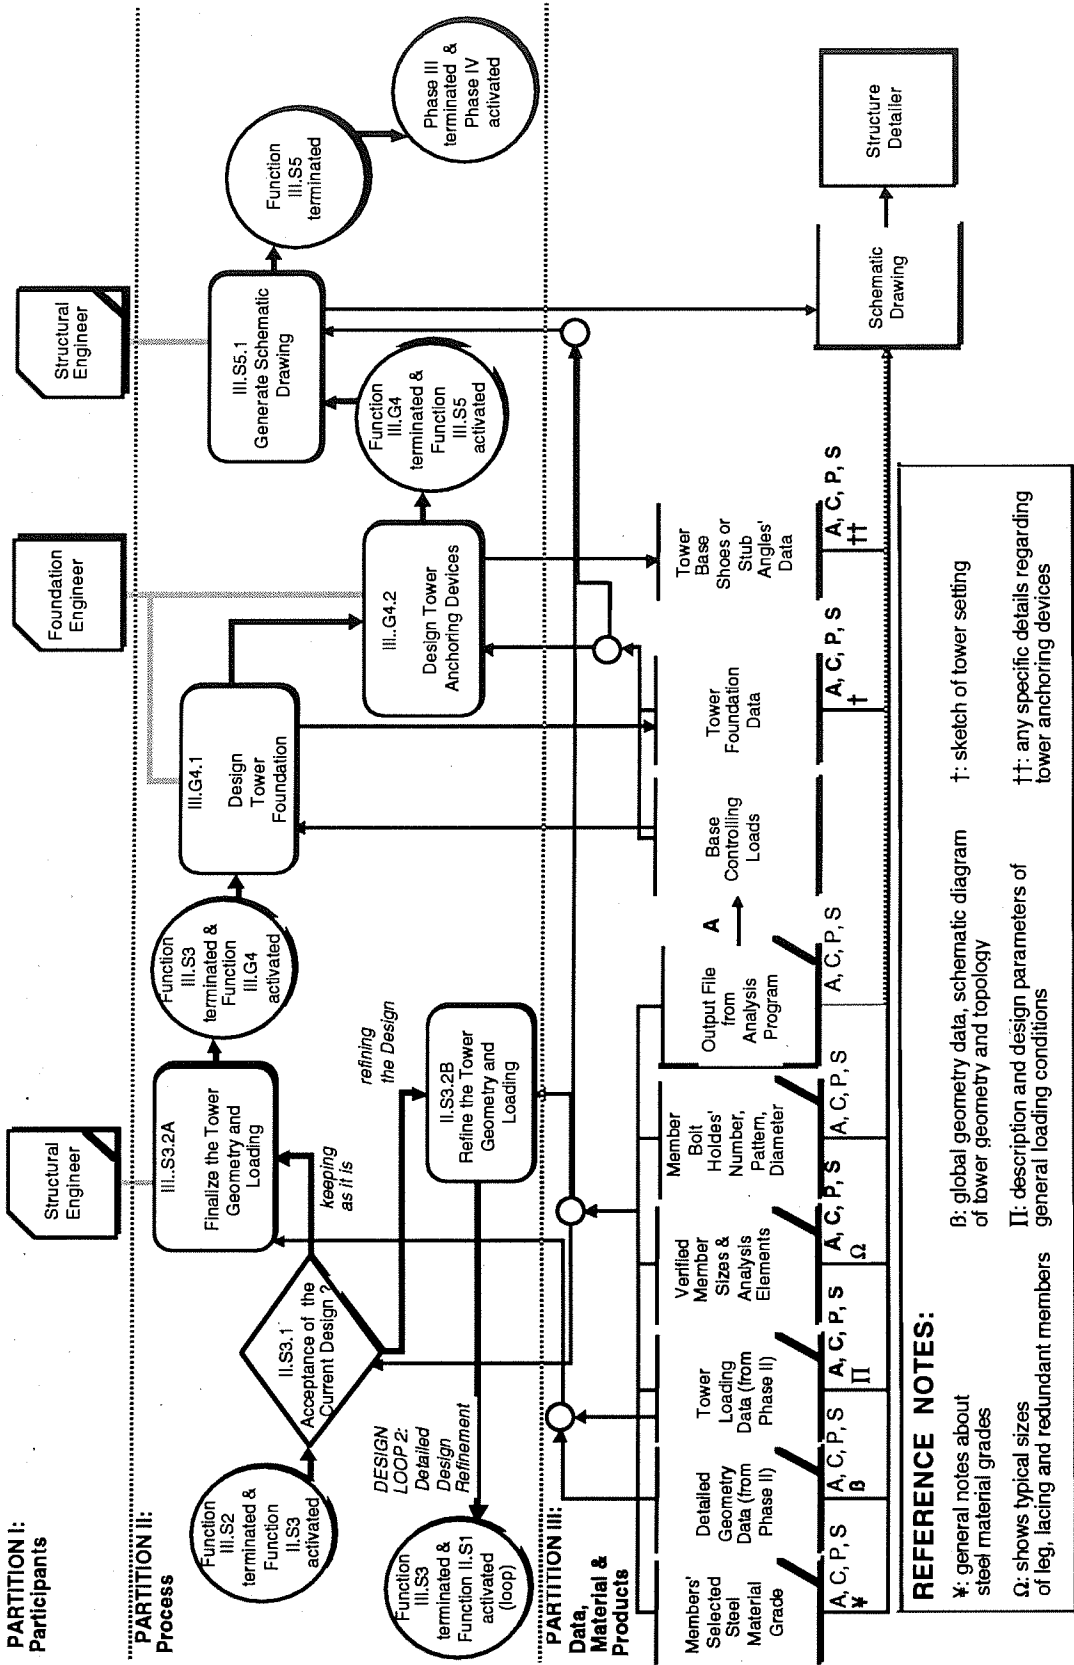 PARTITION I:
Participants
Structural
Engineer
Foundation
Engineer
Structural
Engineer
PARTITION II:
Process
Function
III.S2
terminated &
Function
II.S3
activated
II.S3.1
Acceptance of the
Current Design ?
keeping
as it is
refining
the Design
III..S3.2A
Finalize the Tower
Geometry and
Loading
II.S3.2B
Refine the Tower
Geometry and
Loading
DESIGN
LOOP 2:
Detailed
Design
Refinement
Function
III.S3
terminated &
Function II.S1
activated
(loop)
Function
III.S3
terminated &
Function
III.G4
activated
III.G4.1
Design
Tower
Foundation
III..G4.2
Design Tower
Anchoring Devices
Function
III.G4
terminated &
Function
III.S5
activated
III.S5.1
Generate Schematic
Drawing
Function
III.S5
terminated
Phase III
terminated &
Phase IV
activated
PARTITION III:
Data,
Material &
Products
Members'
Selected
Steel
Material
Grade
Detailed
Geometry
Data (from
Phase II)
Tower
Loading
Data (from
Phase II)
Verified
Member
Sizes &
Analysis
Elements
Member
Bolt
Holdes'
Number,
Pattern,
Diameter
Output File
from
Analysis
Program
A
Base
Controlling
Loads
Tower
Foundation
Data
Tower
Base
Shoes or
Stub
Angles'
Data
Schematic
Drawing
Structure
Detailer
A, C, P, S
¥
A, C, P, S
ß
A, C, P, S
Π
A, C, P, S
Ω
A, C, P, S
A, C, P, S
A, C, P, S
†
A, C, P, S
††
REFERENCE NOTES:
¥: general notes about
steel material grades
Ω: shows typical sizes
of leg, lacing and redundant members
ß: global geometry data, schematic diagram
of tower geometry and topology
Π: description and design parameters of
general loading conditions
†: sketch of tower setting
††: any specific details regarding
tower anchoring devices